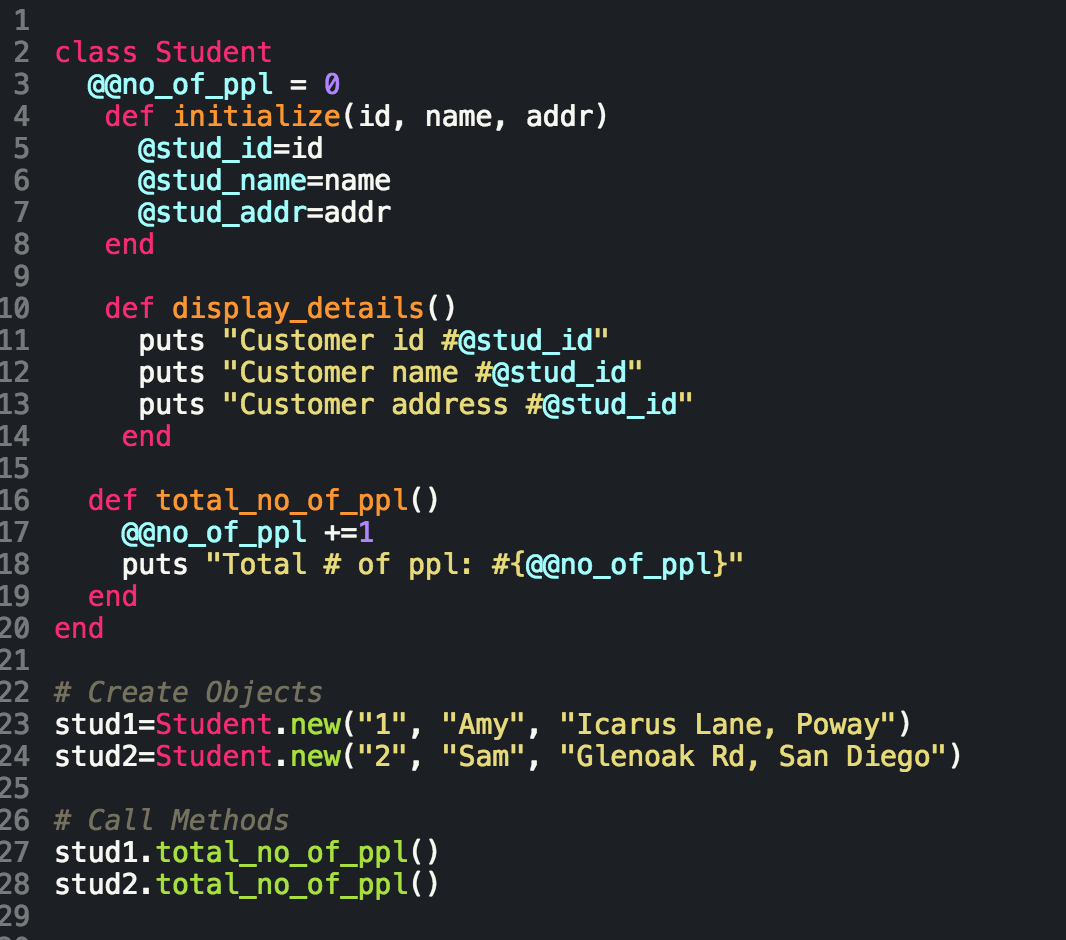 1
2 class Student
3   @@no_of_ppl = 0
4    def initialize(id, name, addr)
5      @stud_id=id
6      @stud_name=name
7      @stud_addr=addr
8    end
9
10    def display_details()
11      puts "Customer id #@stud_id"
12      puts "Customer name #@stud_id"
13      puts "Customer address #@stud_id"
14     end
15
16   def total_no_of_ppl()
17     @@no_of_ppl +=1
18     puts "Total # of ppl: #{@@no_of_ppl}"
19   end
20 end
21
22 # Create Objects
23 stud1=Student.new("1", "Amy", "Icarus Lane, Poway")
24 stud2=Student.new("2", "Sam", "Glenoak Rd, San Diego")
25
26 # Call Methods
27 stud1.total_no_of_ppl()
28 stud2.total_no_of_ppl()
29